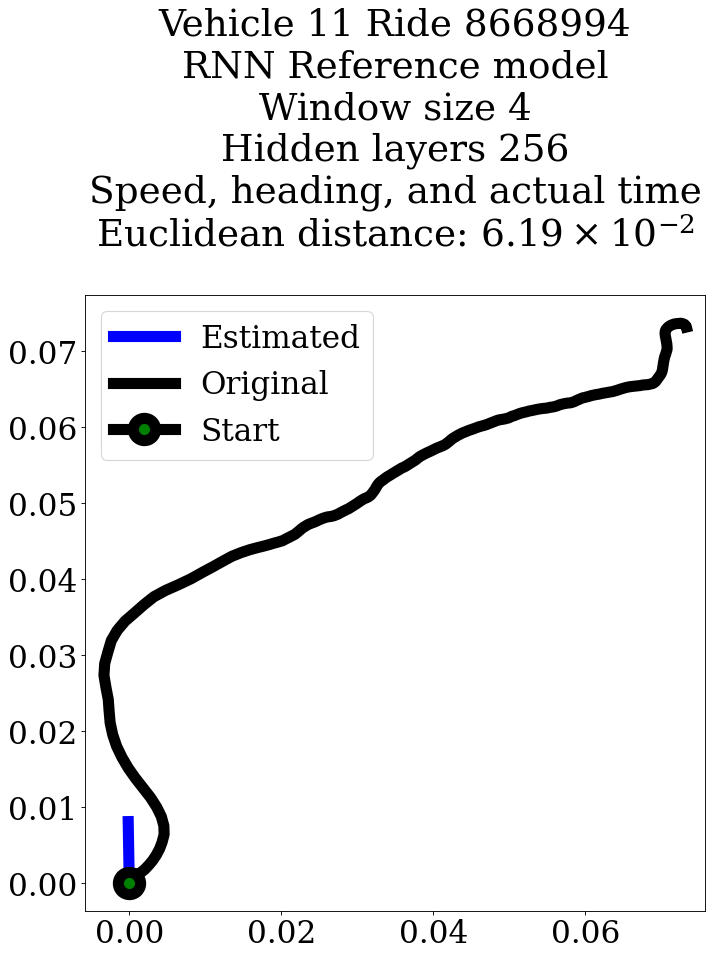 Vehicle 11 Ride 8668994
RNN Reference model
Window size 4
Hidden layers 256
Speed, heading, and actual time
Euclidean distance: 6.19 × 10⁻²
Estimated
Original
Start
0.07
0.06
0.05
0.04
0.03
0.02
0.01
0.00
0.00 0.02 0.04 0.06